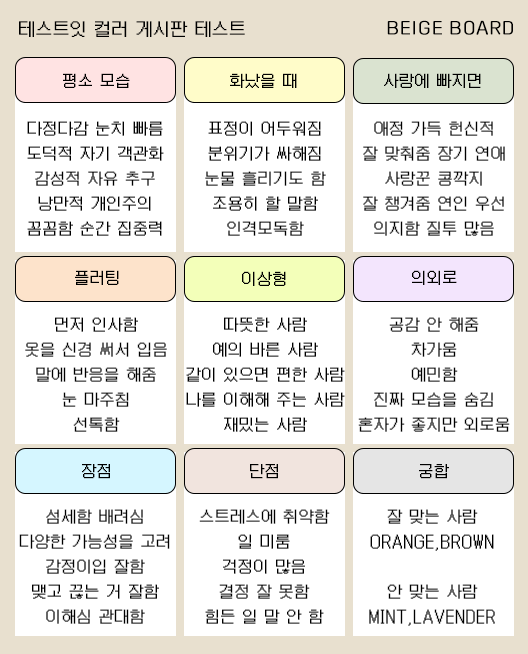 테스트잇 컬러 게시판 테스트
BEIGE BOARD
평소 모습
다정다감 눈치 빠름
도덕적 자기 객관화
감성적 자유 추구
낭만적 개인주의
꼼꼼함 순간 집중력
화났을 때
표정이 어두워짐
분위기가 싸해짐
눈물 흘리기도 함
조용히 할 말함
인격모독함
사랑에 빠지면
애정 가득 헌신적
잘 맞춰줌 장기 연애
사랑꾼 콩깍지
잘 챙겨줌 연인 우선
의지함 질투 많음
플러팅
먼저 인사함
옷을 신경 써서 입음
말에 반응을 해줌
눈 마주침
선톡함
이상형
따뜻한 사람
예의 바른 사람
같이 있으면 편한 사람
나를 이해해 주는 사람
재밌는 사람
의외로
공감 안 해줌
차가움
예민함
진짜 모습을 숨김
혼자가 좋지만 외로움
장점
섬세함 배려심
다양한 가능성을 고려
감정이입 잘함
맺고 끊는 거 잘함
이해심 관대함
단점
스트레스에 취약함
일 미룸
걱정이 많음
결정 잘 못함
힘든 일 말 안 함
궁합
잘 맞는 사람
ORANGE,BROWN
안 맞는 사람
MINT,LAVENDER